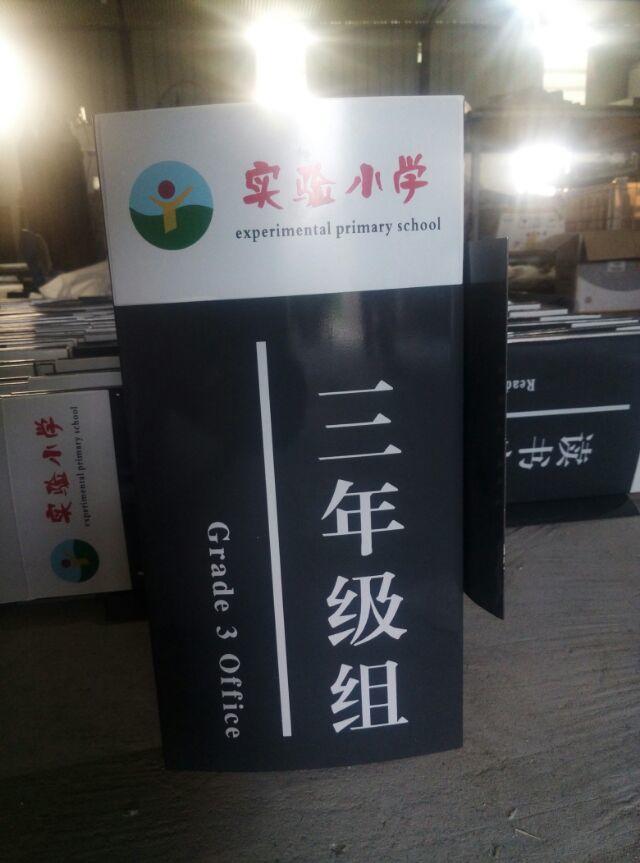 实验小学
experimental primary school
三年级组
Grade 3 Office
实验小学
experimental primary school
读书
Read